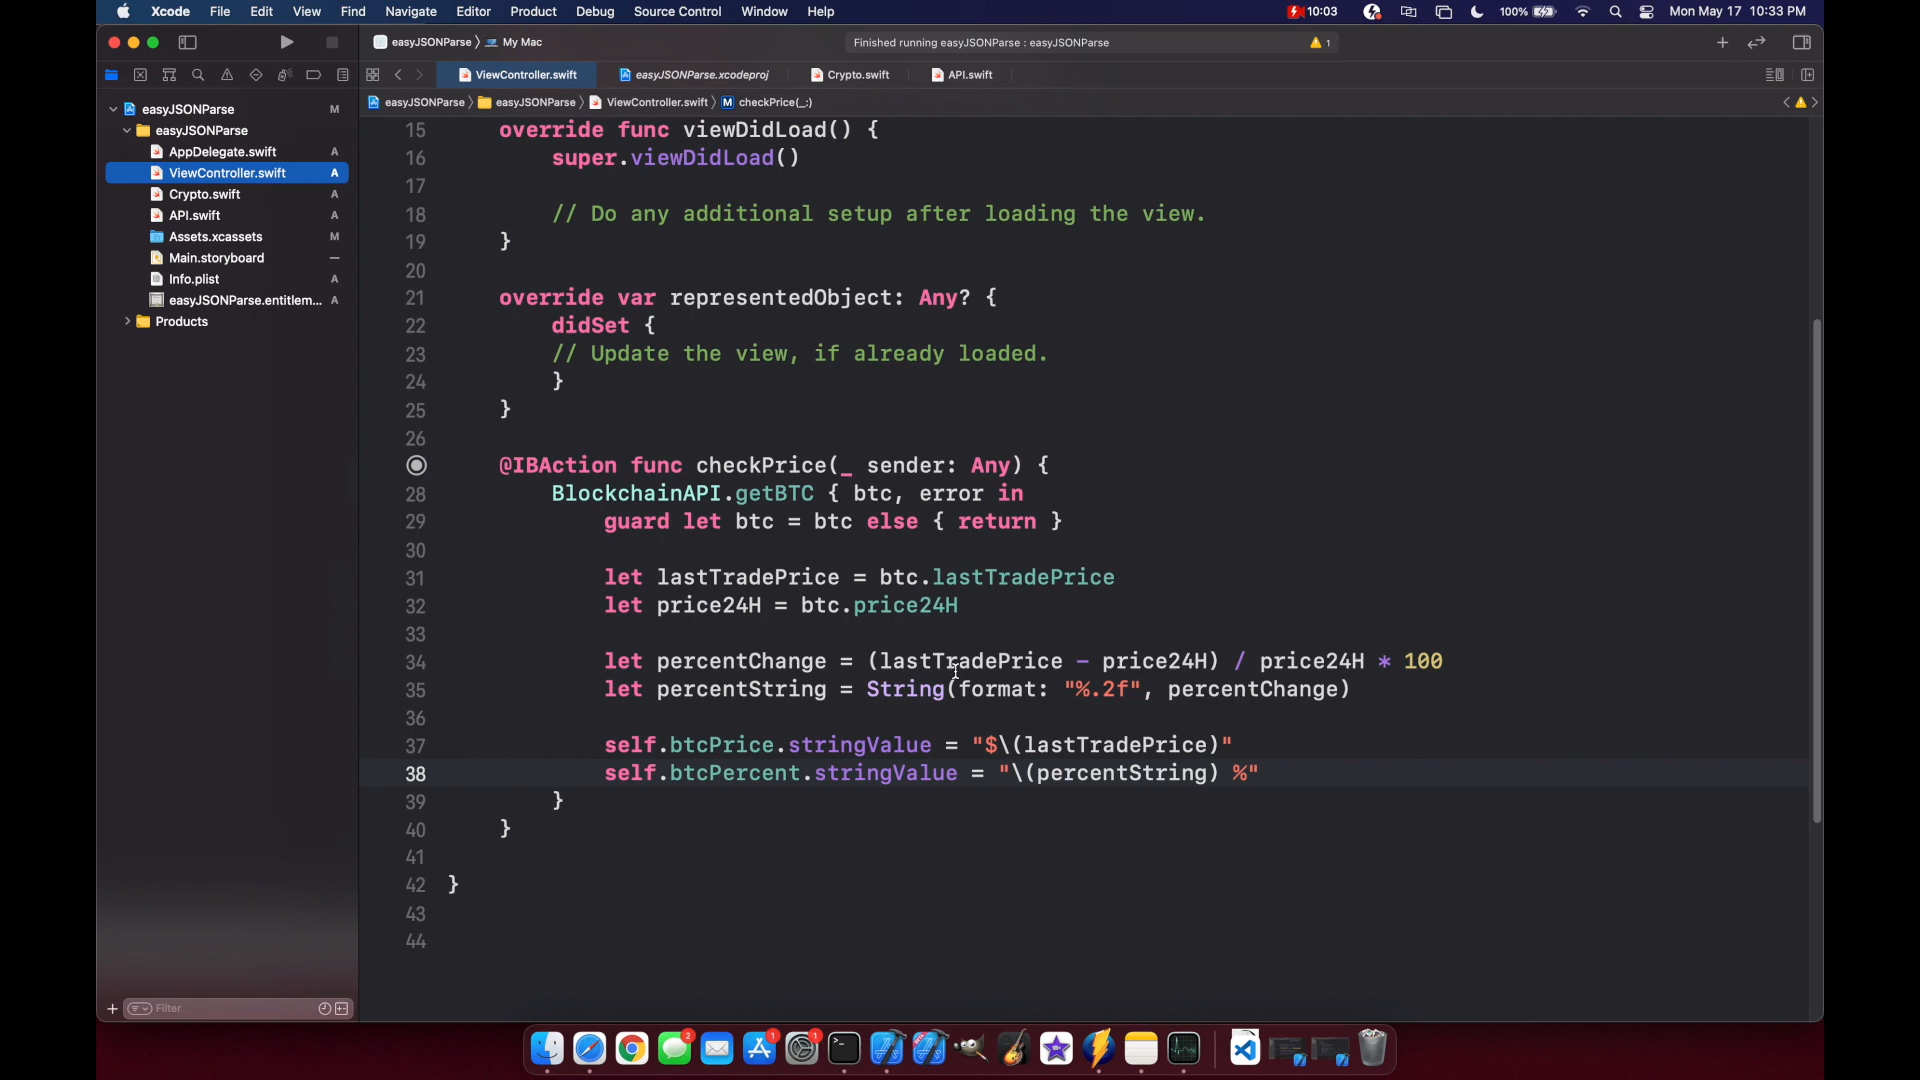 Xcode File Edit View Find Navigate Editor Product Debug Source Control Window Help 10:03 100% Mon May 17 10:33 PM
easyJSONParse My Mac Finished running easyJSONParse : easyJSONParse 1
ViewController.swift easyJSONParse.xcodeproj Crypto.swift API.swift
easyJSONParse easyJSONParse ViewController.swift M checkPrice(_:)
easyJSONParse M
easyJSONParse
AppDelegate.swift A
ViewController.swift A
Crypto.swift A
API.swift A
Assets.xcassets M
Main.storyboard —
Info.plist A
easyJSONParse.entitlem... A
Products
15 override func viewDidLoad() {
16 super.viewDidLoad()
17
18 // Do any additional setup after loading the view.
19 }
20
21 override var representedObject: Any? {
22 didSet {
23 // Update the view, if already loaded.
24 }
25 }
26
@IBAction func checkPrice(_ sender: Any) {
28 BlockchainAPI.getBTC { btc, error in
29 guard let btc = btc else { return }
30
31 let lastTradePrice = btc.lastTradePrice
32 let price24H = btc.price24H
33
34 let percentChange = (lastTradePrice - price24H) / price24H * 100
35 let percentString = String(format: "%.2f", percentChange)
36
37 self.btcPrice.stringValue = "$\(lastTradePrice)"
38 self.btcPercent.stringValue = "\(percentString) %"
39 }
40 }
41
42 }
43
44
Filter
2 1 1